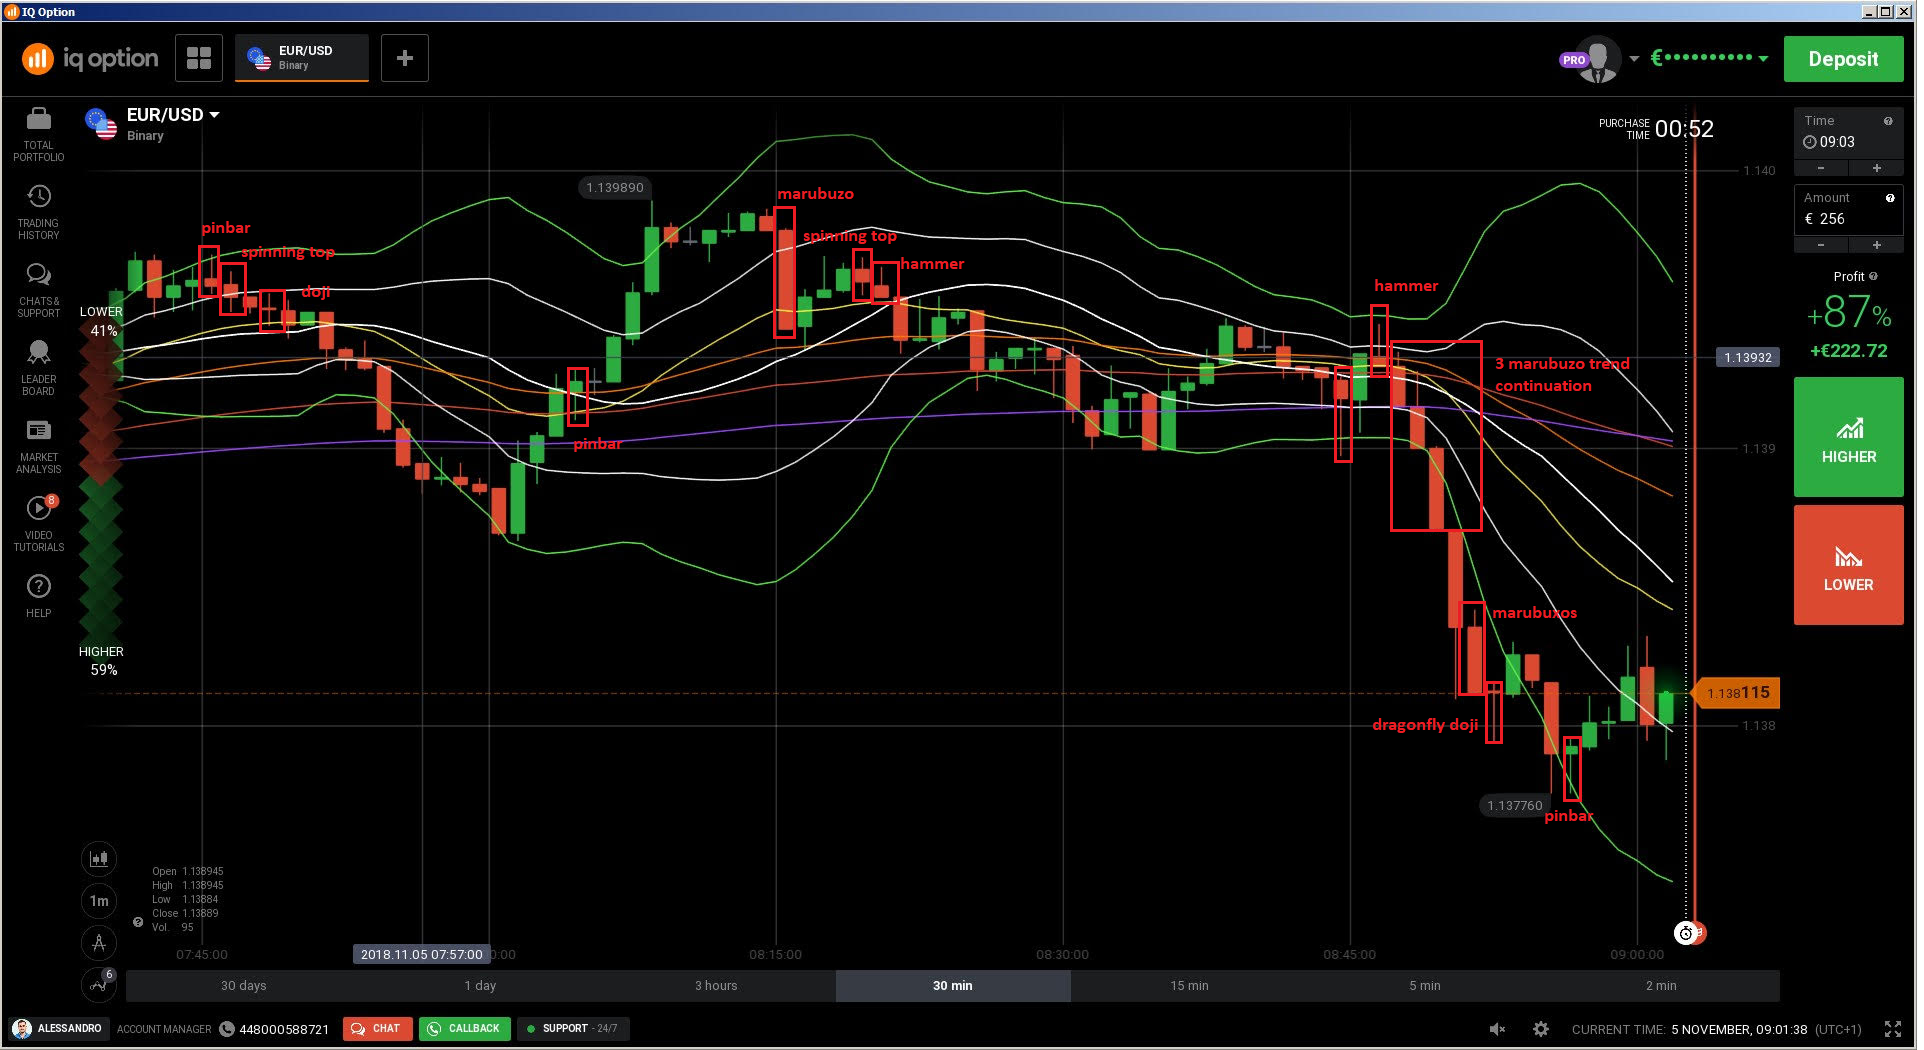 IQ Option
iq option
EUR/USD
Binary
PRO
€
Deposit
EUR/USD
Binary
PURCHASE
TIME
00:52
TOTAL
PORTFOLIO
TRADING
HISTORY
CHATS &
SUPPORT
LEADER
BOARD
MARKET
ANALYSIS
8
VIDEO
TUTORIALS
HELP
Time
09:03
Amount
€ 256
Profit
+87%
+€222.72
HIGHER
LOWER
1.140
1.13932
1.139
1.138115
1.138
1.139890
1.137760
LOWER
41%
HIGHER
59%
pinbar
spinning top
doji
pinbar
marubuzo
spinning top
hammer
hammer
3 marubuzo trend
continuation
marubuxos
dragonfly doji
pinbar
Open 1.138945
High 1.138945
Low 1.13884
Close 1.13889
Vol. 95
1m
6
07:45:00
2018.11.05 07:57:00
0:00
08:15:00
08:30:00
08:45:00
09:00:00
30 days
1 day
3 hours
30 min
15 min
5 min
2 min
ALESSANDRO
ACCOUNT MANAGER
448000588721
CHAT
CALLBACK
SUPPORT - 24/7
CURRENT TIME: 5 NOVEMBER, 09:01:38 (UTC+1)